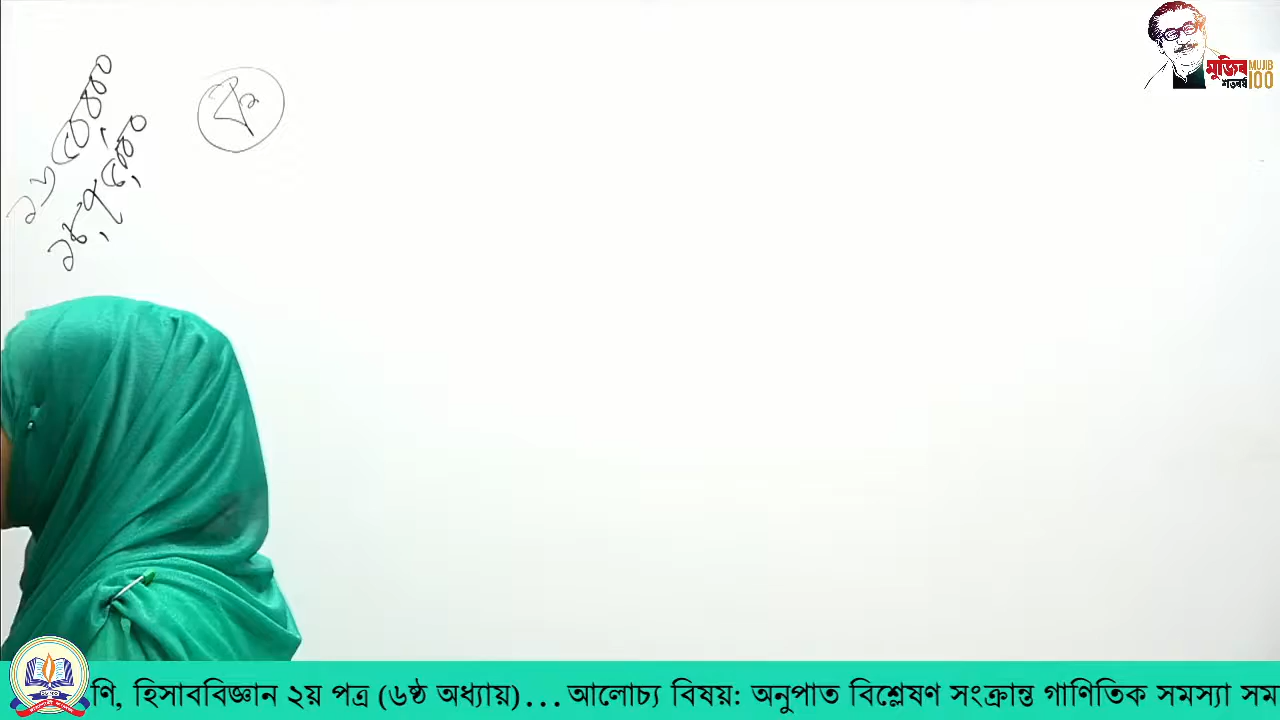 ক
মুজিব
শতবর্ষ
MUJIB
100
ণি, হিসাববিজ্ঞান ২য় পত্র (৬ষ্ঠ অধ্যায়)... আলোচ্য বিষয়: অনুপাত বিশ্লেষণ সংক্রান্ত গাণিতিক সমস্যা সম